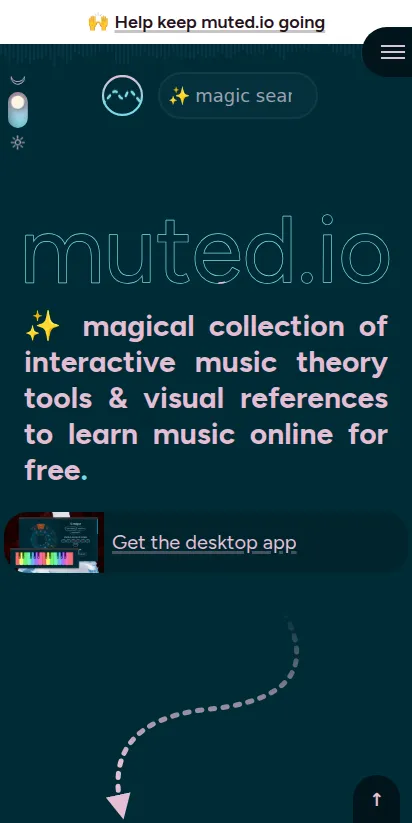 🙌 Help keep muted.io going
✨ magic sear
muted.io
✨ magical collection of
interactive music theory
tools & visual references
to learn music online for
free.
Get the desktop app
↑